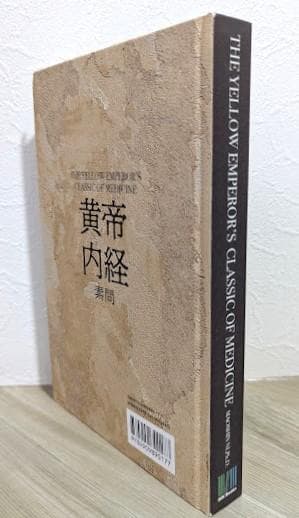 THE YELLOW EMPEROR'S
CLASSIC OF MEDICINE
黄帝
内経
素問
THE YELLOW EMPEROR'S CLASSIC OF MEDICINE